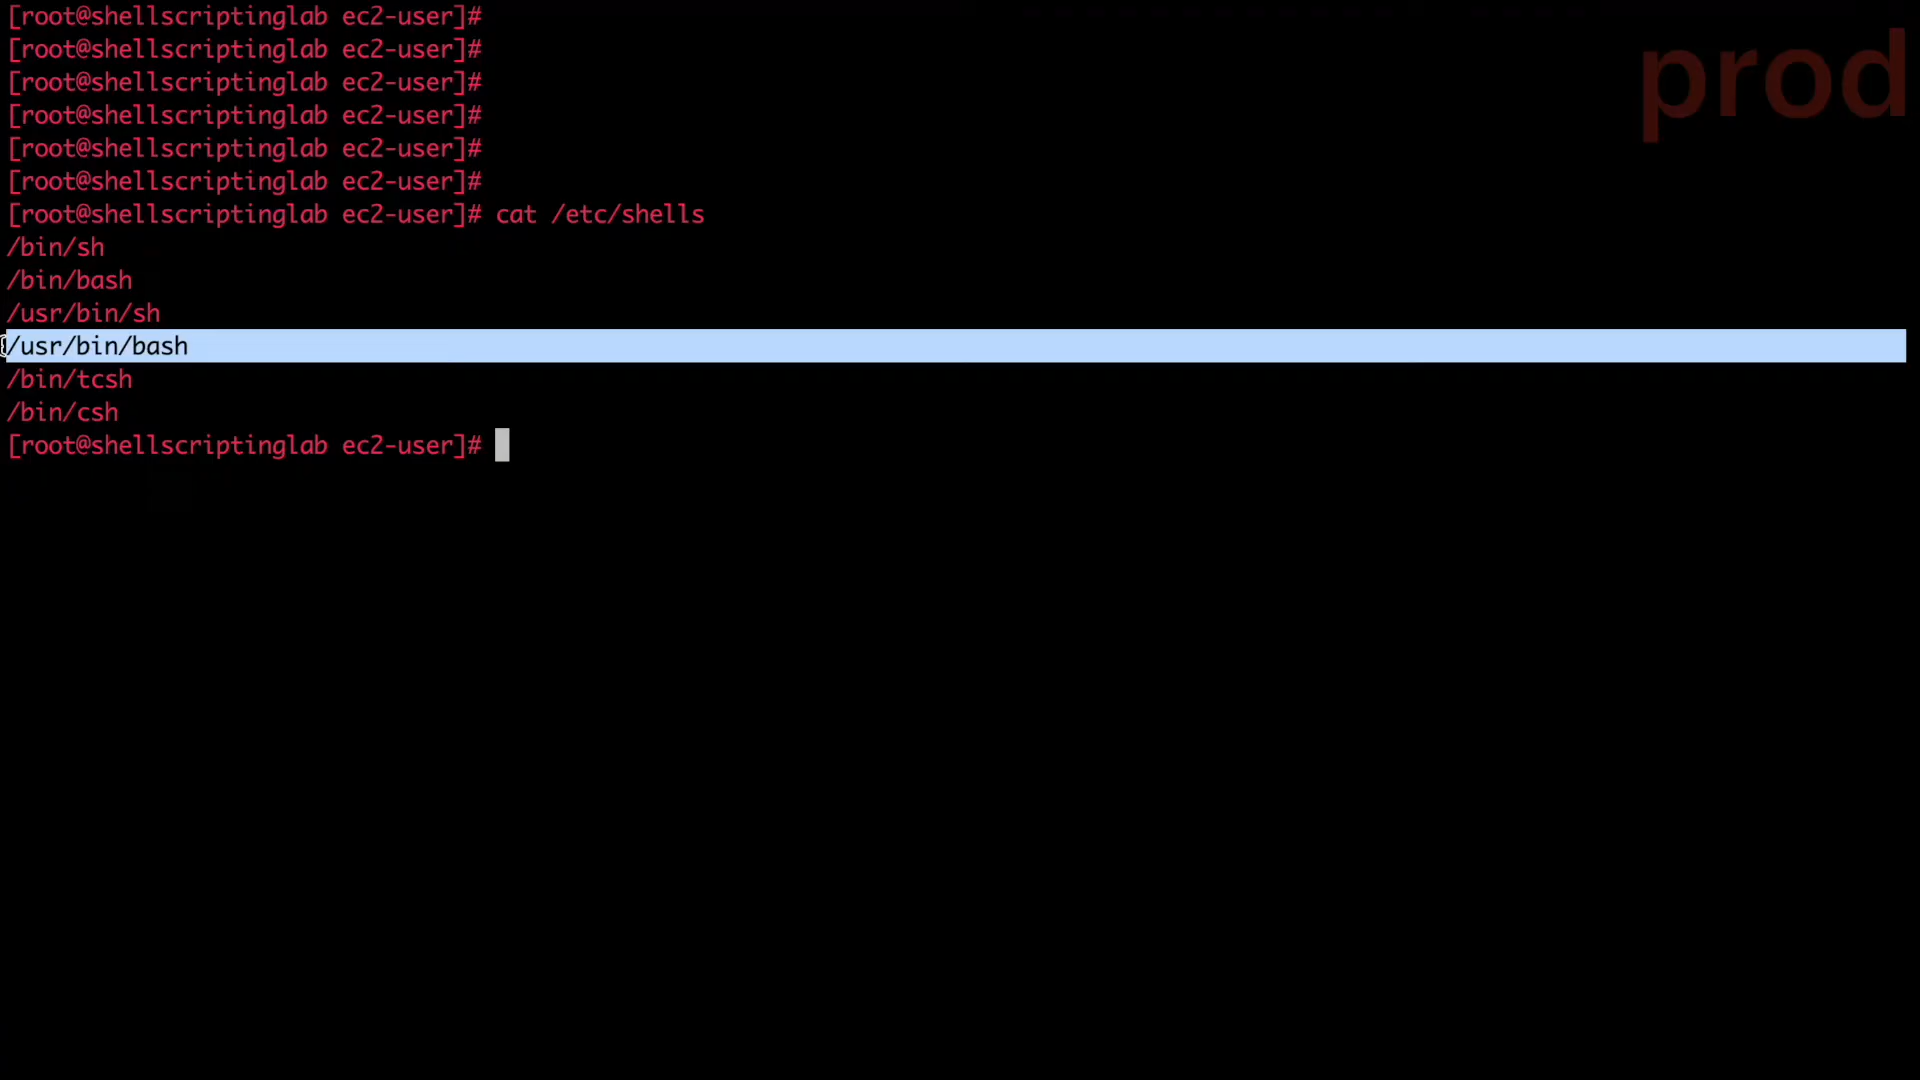 [root@shellscriptinglab ec2-user]#
prod
[root@shellscriptinglab ec2-user]#
[root@shellscriptinglab ec2-user]#
[root@shellscriptinglab ec2-user]#
[root@shellscriptinglab ec2-user]#
[root@shellscriptinglab ec2-user]#
[root@shellscriptinglab ec2-user]# cat /etc/shells
/bin/sh
/bin/bash
/usr/bin/sh
/usr/bin/bash
/bin/tcsh
/bin/csh
[root@shellscriptinglab ec2-user]#